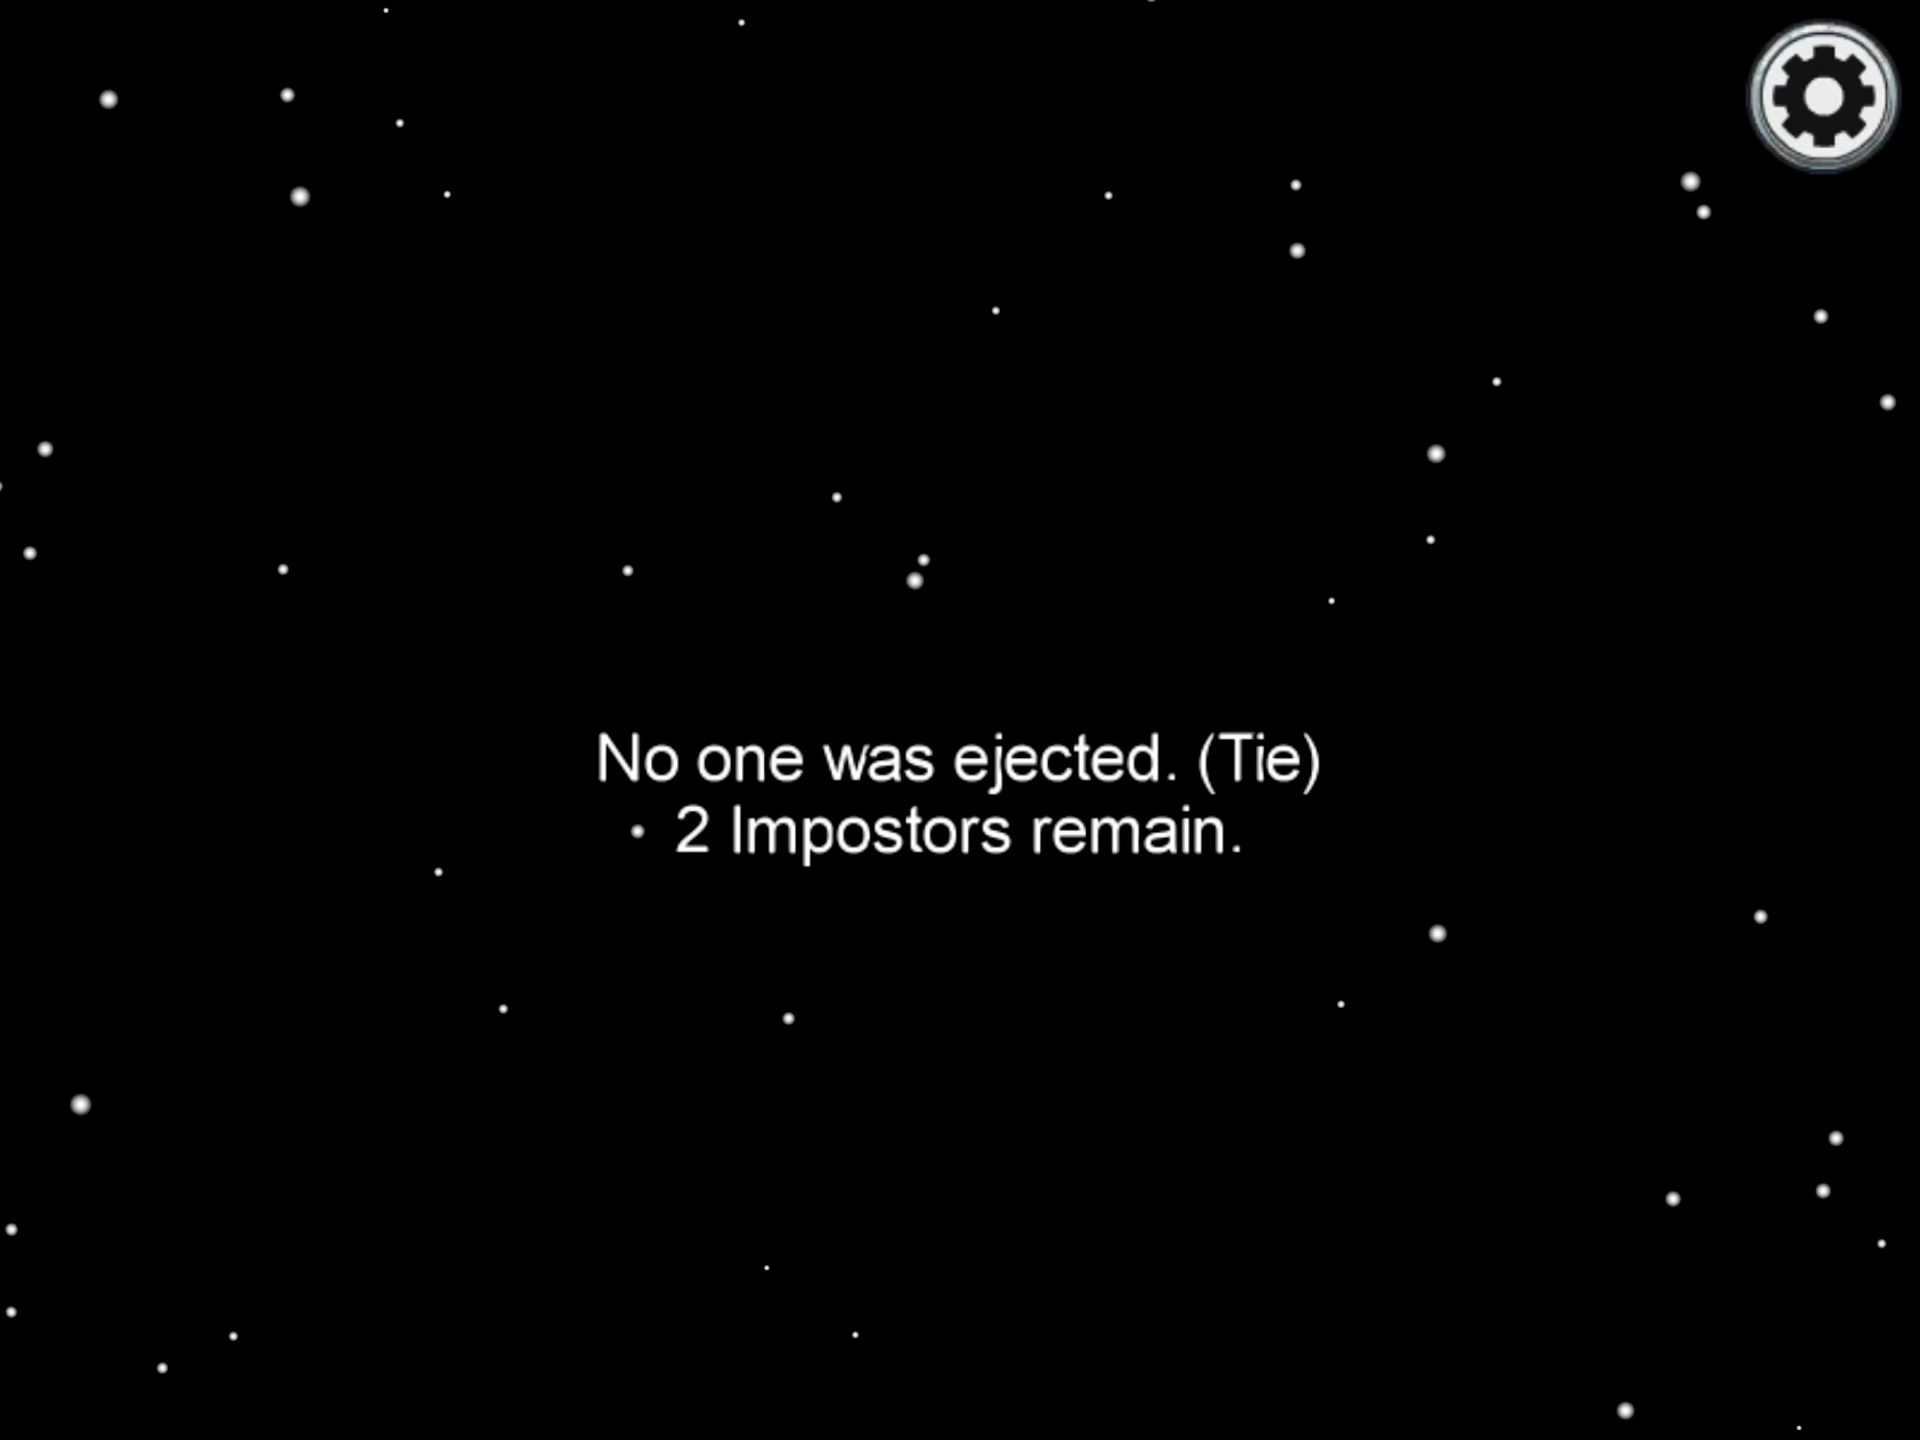 No one was ejected. (Tie)
2 Impostors remain.